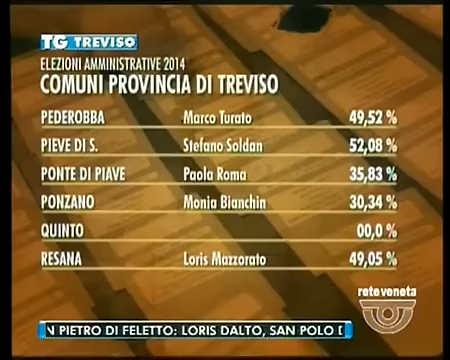 TG TREVISO
ELEZIONI AMMINISTRATIVE 2014
COMUNI PROVINCIA DI TREVISO
PEDEROBBA Marco Turato 49,52 %
PIEVE DI S. Stefano Soldan 52,08 %
PONTE DI PIAVE Paola Roma 35,83 %
PONZANO Monia Bianchin 30,34 %
QUINTO 00,0 %
RESANA Loris Mazzorato 49,05 %
reteveneta
N PIETRO DI FELETTO: LORIS DALTO, SAN POLO D